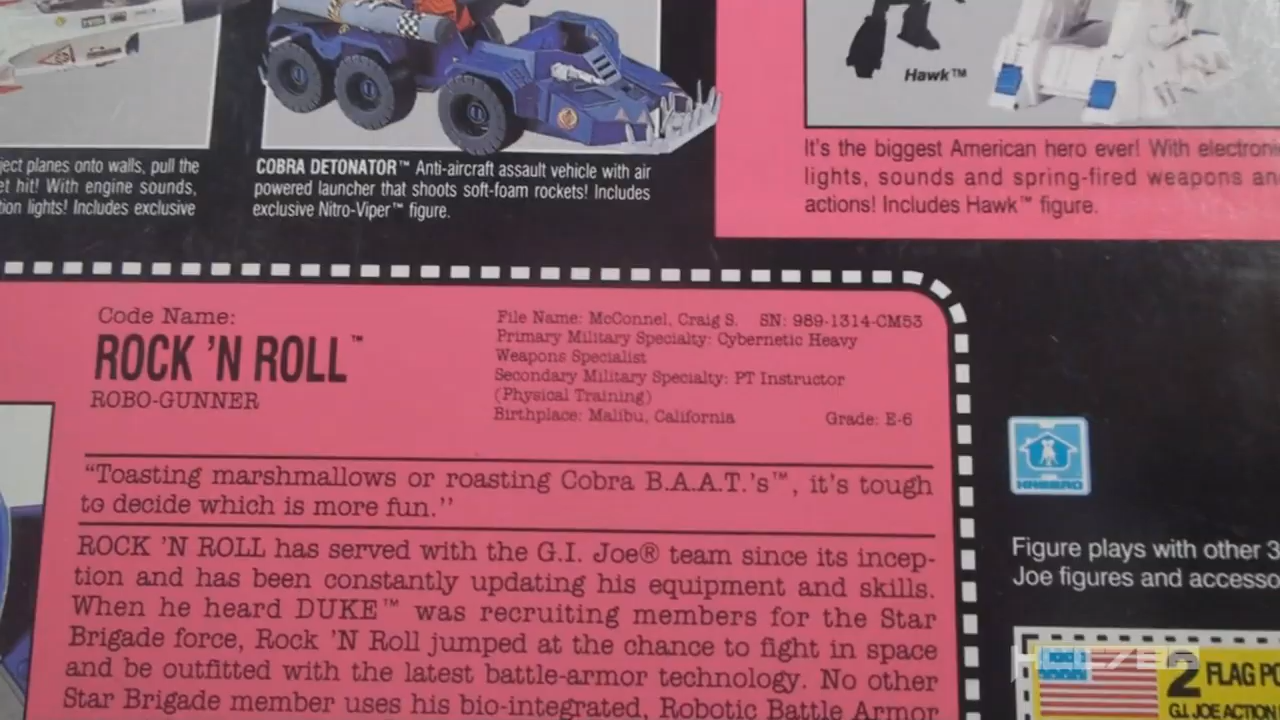 Hawk™
ject planes onto walls, pull the
et hit! With engine sounds,
tion lights! Includes exclusive
COBRA DETONATOR™ Anti-aircraft assault vehicle with air
powered launcher that shoots soft-foam rockets! Includes
exclusive Nitro-Viper™ figure.
It's the biggest American hero ever! With electroni
lights, sounds and spring-fired weapons an
actions! Includes Hawk™ figure.
Code Name:
ROCK 'N ROLL™
ROBO-GUNNER
File Name: McConnel, Craig S. SN: 989-1314-CM53
Primary Military Specialty: Cybernetic Heavy
Weapons Specialist
Secondary Military Specialty: PT Instructor
(Physical Training)
Birthplace: Malibu, California Grade: E-6
“Toasting marshmallows or roasting Cobra B.A.A.T.'s™, it's tough
to decide which is more fun.’’
ROCK 'N ROLL has served with the G.I. Joe® team since its incep-
tion and has been constantly updating his equipment and skills.
When he heard DUKE™ was recruiting members for the Star
Brigade force, Rock 'N Roll jumped at the chance to fight in space
and be outfitted with the latest battle-armor technology. No other
Star Brigade member uses his bio-integrated, Robotic Battle Armor
HASBRO
Figure plays with other 3
Joe figures and accesso
2 FLAG PO
G.I. JOE ACTION